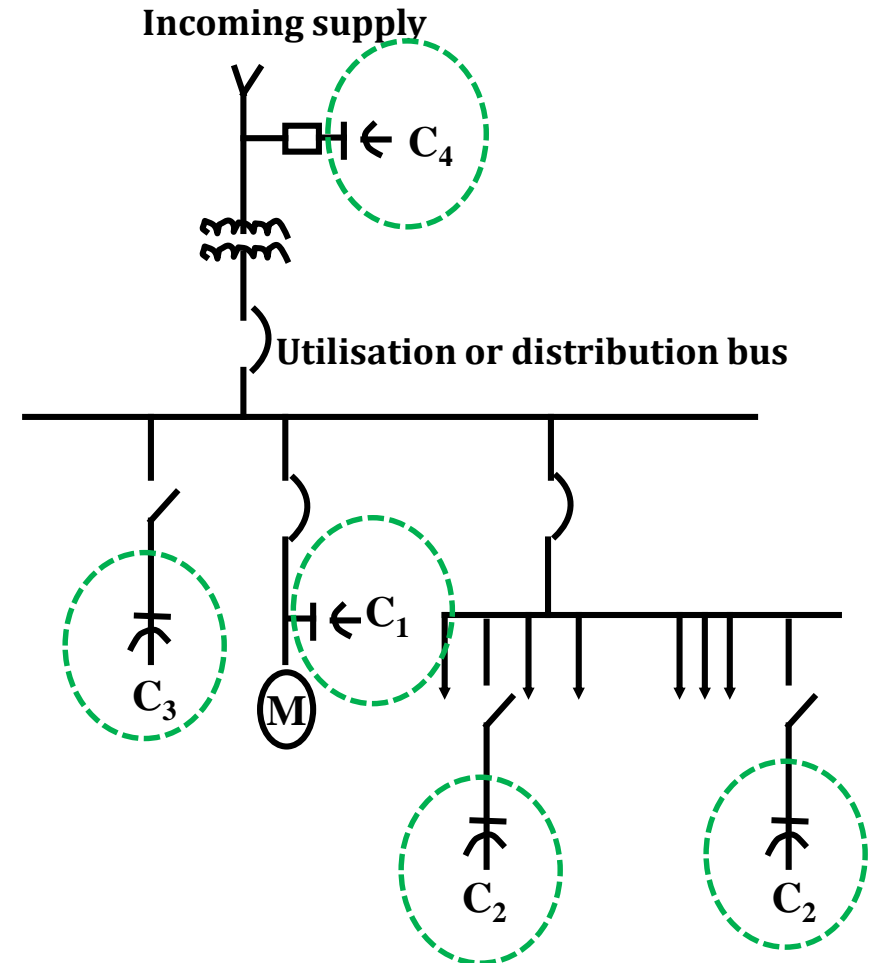 Incoming supply
C₄
Utilisation or distribution bus
C₁
C₃
M
C₂
C₂